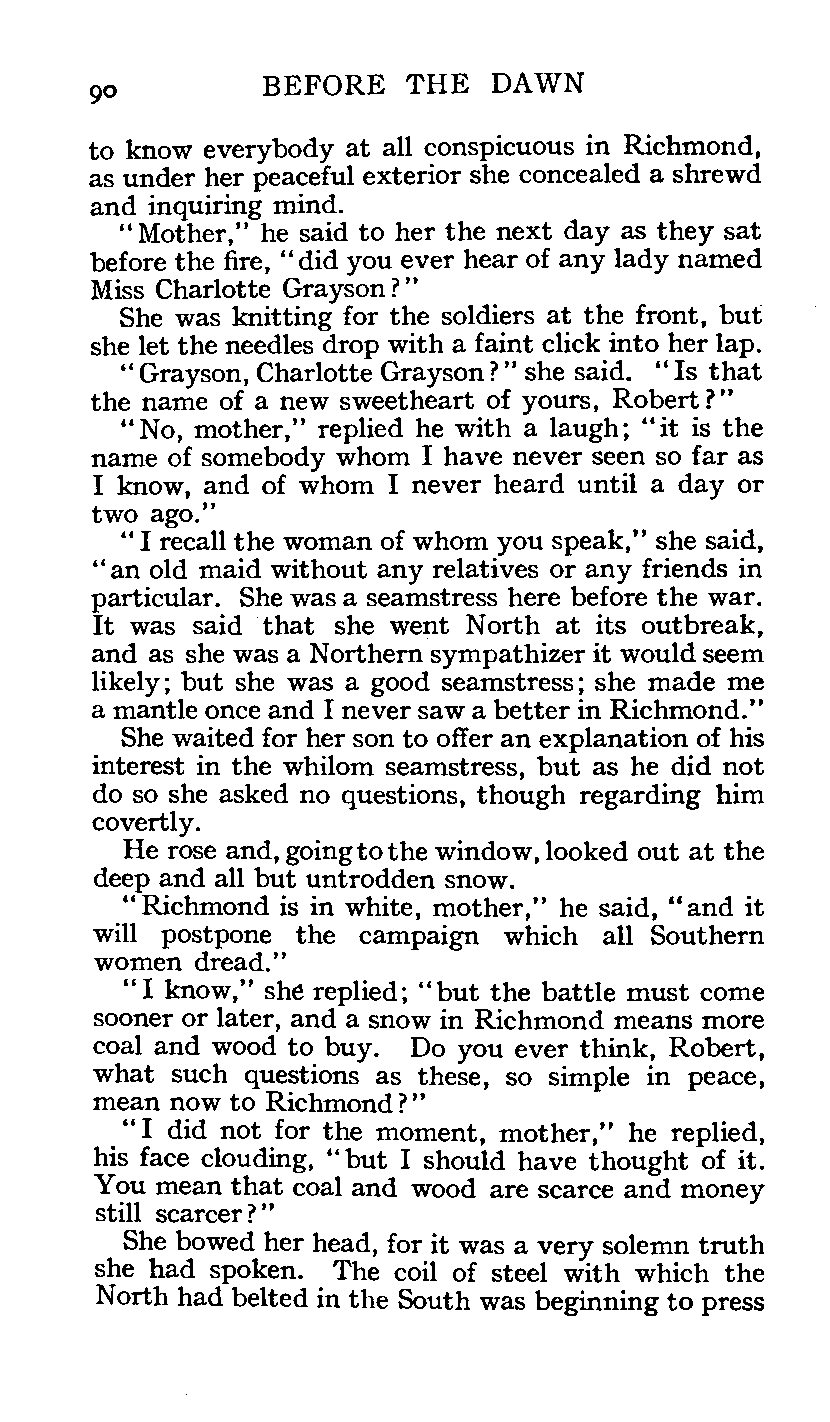 90 BEFORE THE DAWN
to know everybody at all conspicuous in Richmond,
as under her peaceful exterior she concealed a shrewd
and inquiring mind.
"Mother," he said to her the next day as they sat
before the fire, "did you ever hear of any lady named
Miss Charlotte Grayson?"
She was knitting for the soldiers at the front, but
she let the needles drop with a faint click into her lap.
"Grayson, Charlotte Grayson?" she said. "Is that
the name of a new sweetheart of yours, Robert?"
"No, mother," replied he with a laugh; "it is the
name of somebody whom I have never seen so far as
I know, and of whom I never heard until a day or
two ago."
"I recall the woman of whom you speak," she said,
"an old maid without any relatives or any friends in
particular. She was a seamstress here before the war.
It was said that she went North at its outbreak,
and as she was a Northern sympathizer it would seem
likely; but she was a good seamstress; she made me
a mantle once and I never saw a better in Richmond."
She waited for her son to offer an explanation of his
interest in the whilom seamstress, but as he did not
do so she asked no questions, though regarding him
covertly.
He rose and, going to the window, looked out at the
deep and all but untrodden snow.
"Richmond is in white, mother," he said, "and it
will postpone the campaign which all Southern
women dread."
"I know," she replied; "but the battle must come
sooner or later, and a snow in Richmond means more
coal and wood to buy. Do you ever think, Robert,
what such questions as these, so simple in peace,
mean now to Richmond?"
"I did not for the moment, mother," he replied,
his face clouding, "but I should have thought of it.
You mean that coal and wood are scarce and money
still scarcer?"
She bowed her head, for it was a very solemn truth
she had spoken. The coil of steel with which the
North had belted in the South was beginning to press